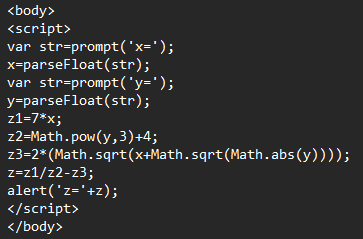 <body>
<script>
var str=prompt('x=');
x=parseFloat(str);
var str=prompt('y=');
y=parseFloat(str);
z1=7*x;
z2=Math.pow(y,3)+4;
z3=2*(Math.sqrt(x+Math.sqrt(Math.abs(y))));
z=z1/z2-z3;
alert('z='+z);
</script>
</body>